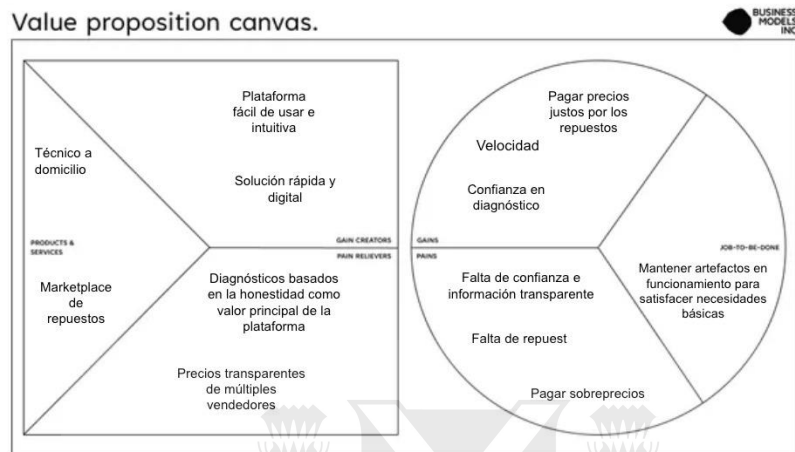 Value proposition canvas.
BUSINESS
MODELS
INC
Técnico a
domicilio
PRODUCTS &
SERVICES
Marketplace
de
repuestos
Plataforma
fácil de usar e
intuitiva
Solución rápida y
digital
GAIN CREATORS
PAIN RELIEVERS
Diagnósticos basados
en la honestidad como
valor principal de la
plataforma
Precios transparentes
de múltiples
vendedores
Pagar precios
justos por los
repuestos
Velocidad
Confianza en
diagnóstico
GAINS
PAINS
Falta de confianza e
información transparente
Falta de repuest
Pagar sobreprecios
JOB-TO-BE-DONE
Mantener artefactos en
funcionamiento para
satisfacer necesidades
básicas